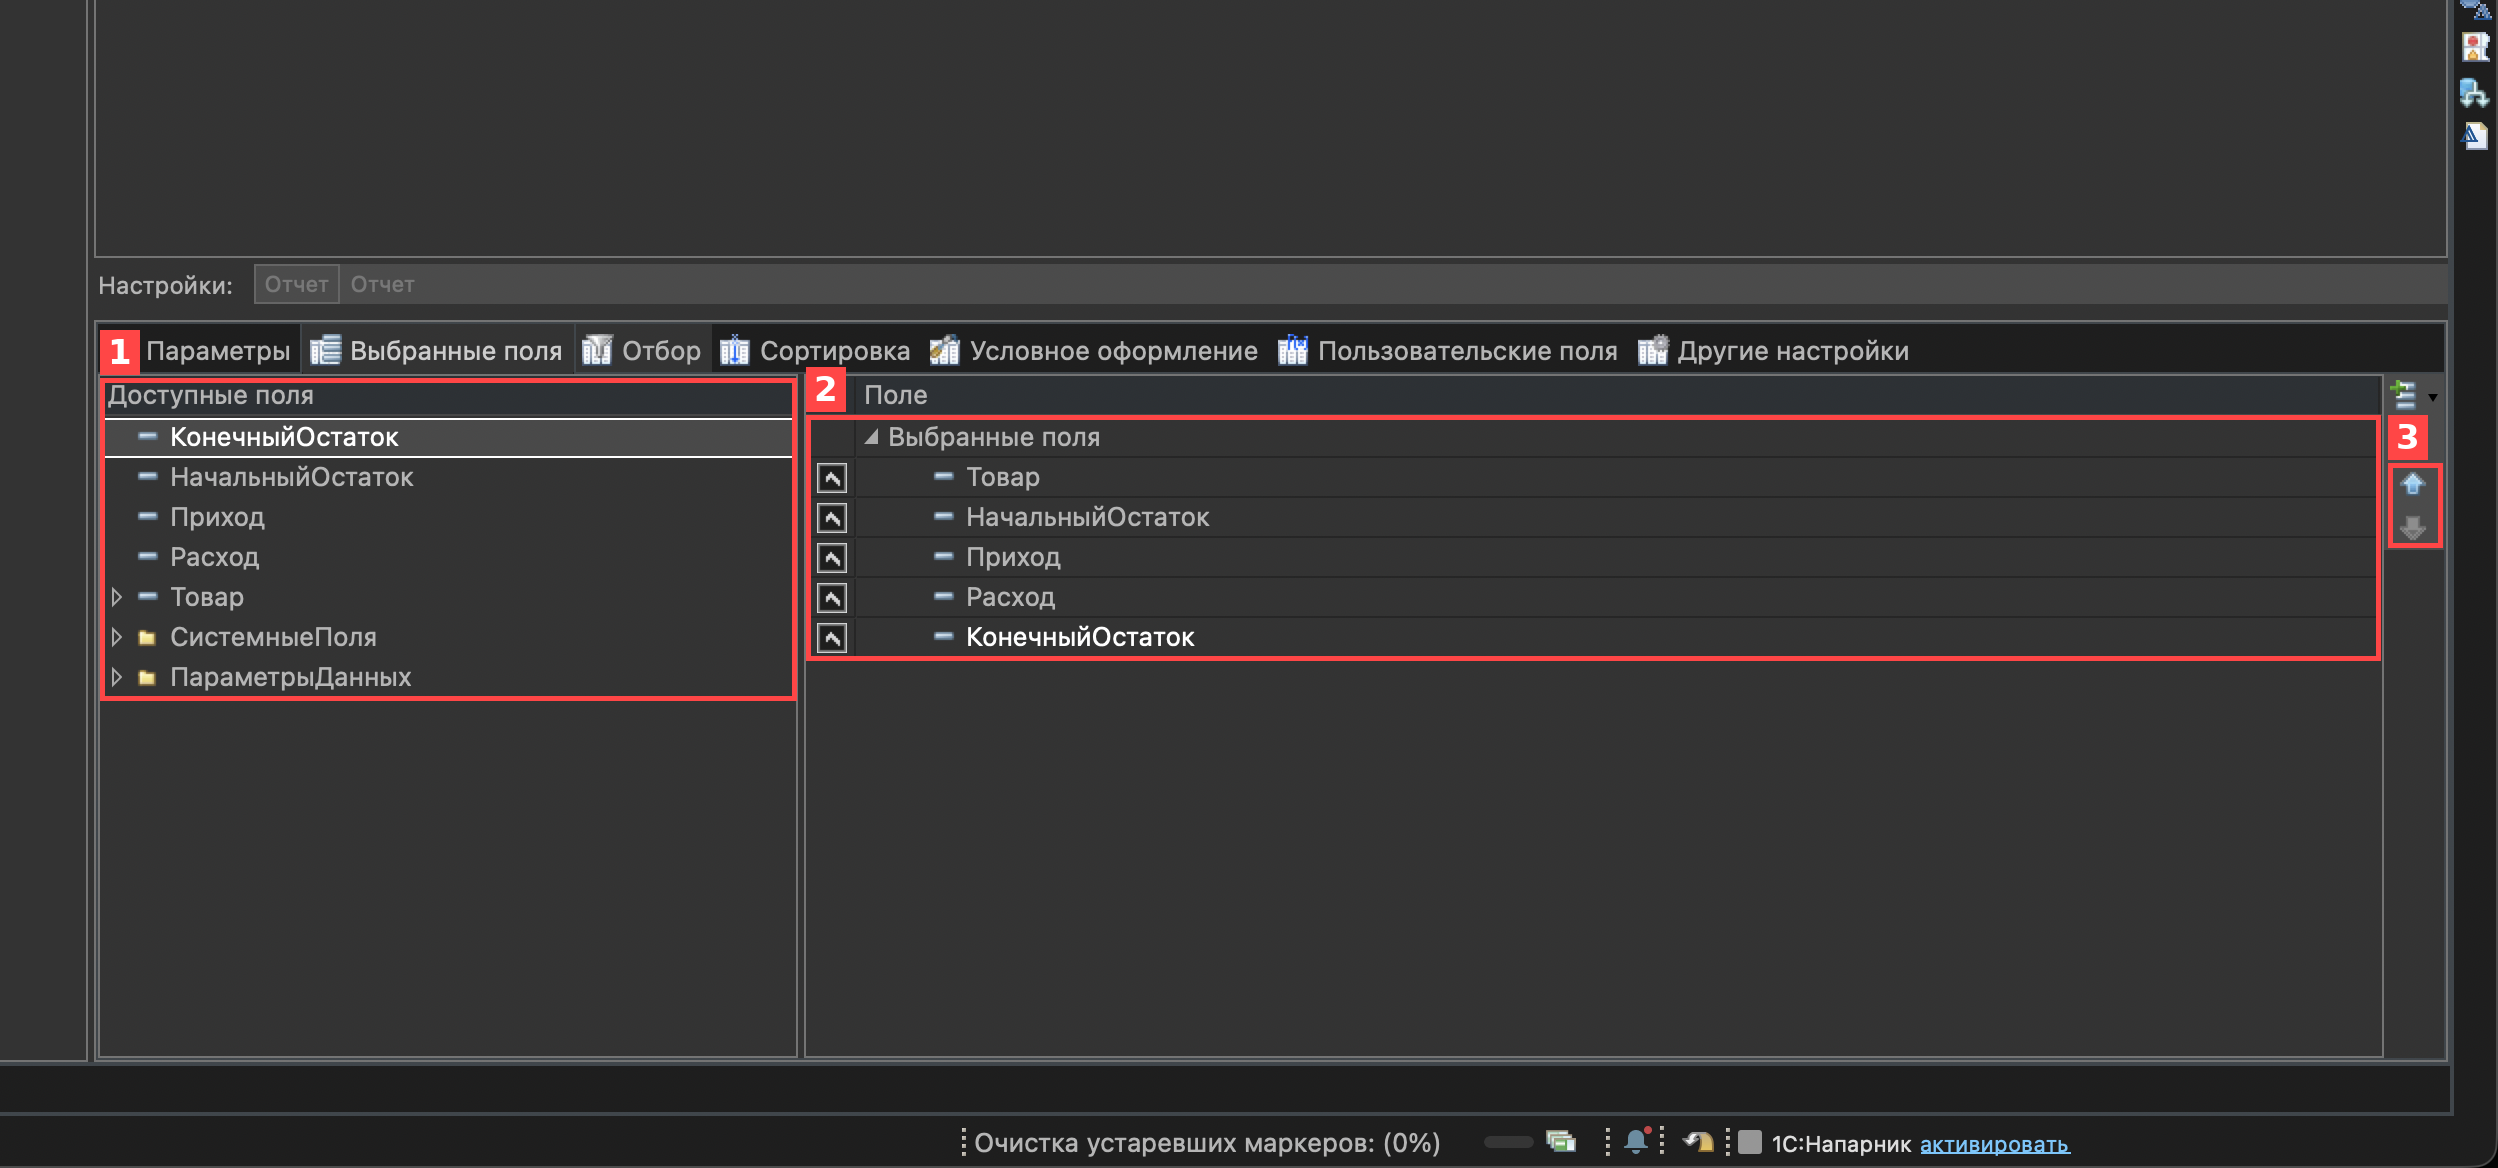 Настройки: Отчет Отчет
1 Параметры Выбранные поля Отбор Сортировка Условное оформление Пользовательские поля Другие настройки
Доступные поля
КонечныйОстаток
НачальныйОстаток
Приход
Расход
Товар
СистемныеПоля
ПараметрыДанных
2 Поле
Выбранные поля
Товар
НачальныйОстаток
Приход
Расход
КонечныйОстаток
3
Очистка устаревших маркеров: (0%) 1С:Напарник активировать